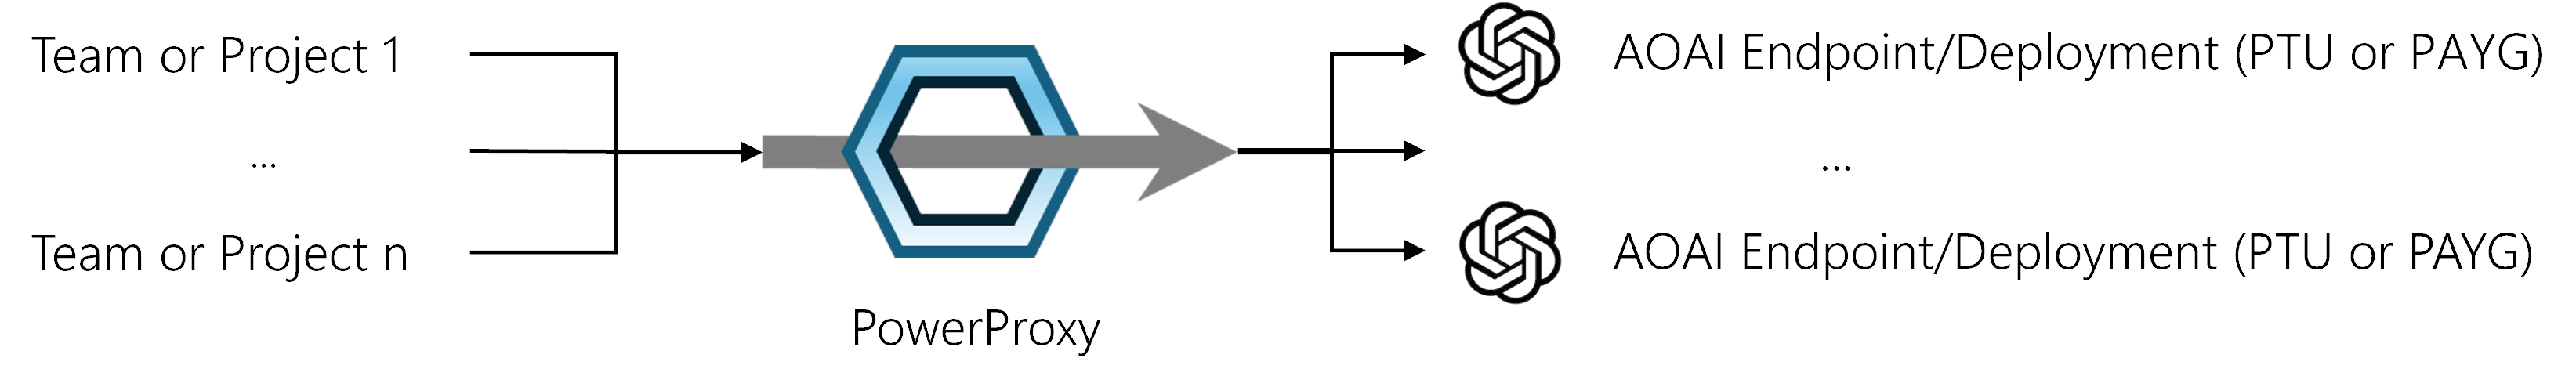 Team or Project 1
...
Team or Project n
PowerProxy
AOAI Endpoint/Deployment (PTU or PAYG)
...
AOAI Endpoint/Deployment (PTU or PAYG)